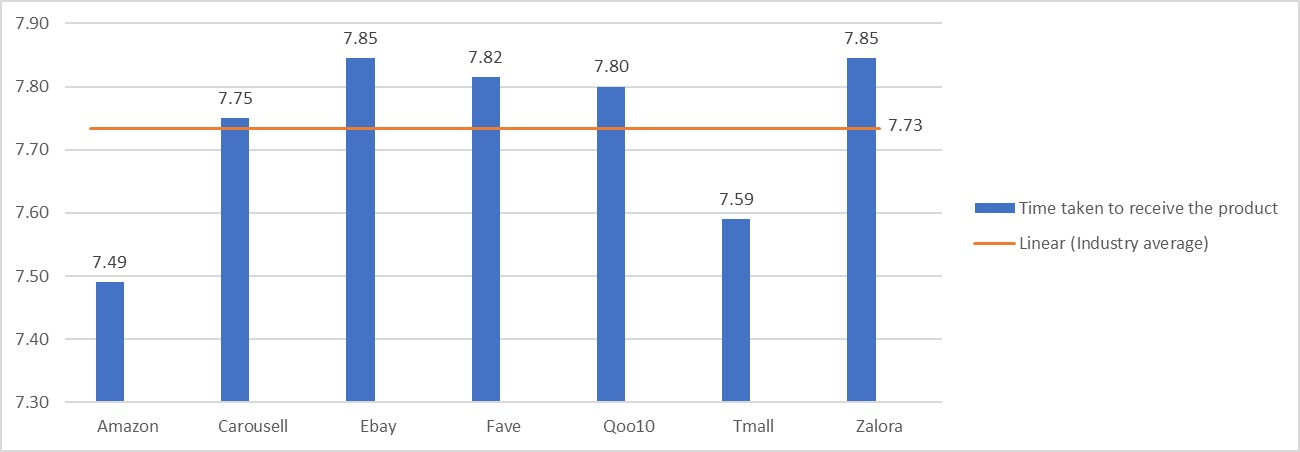 7.90
7.80
7.70
7.60
7.50
7.40
7.30
7.49
7.75
7.85
7.82
7.80
7.59
7.85
7.73
Amazon
Carousell
Ebay
Fave
Qoo10
Tmall
Zalora
Time taken to receive the product
Linear (Industry average)